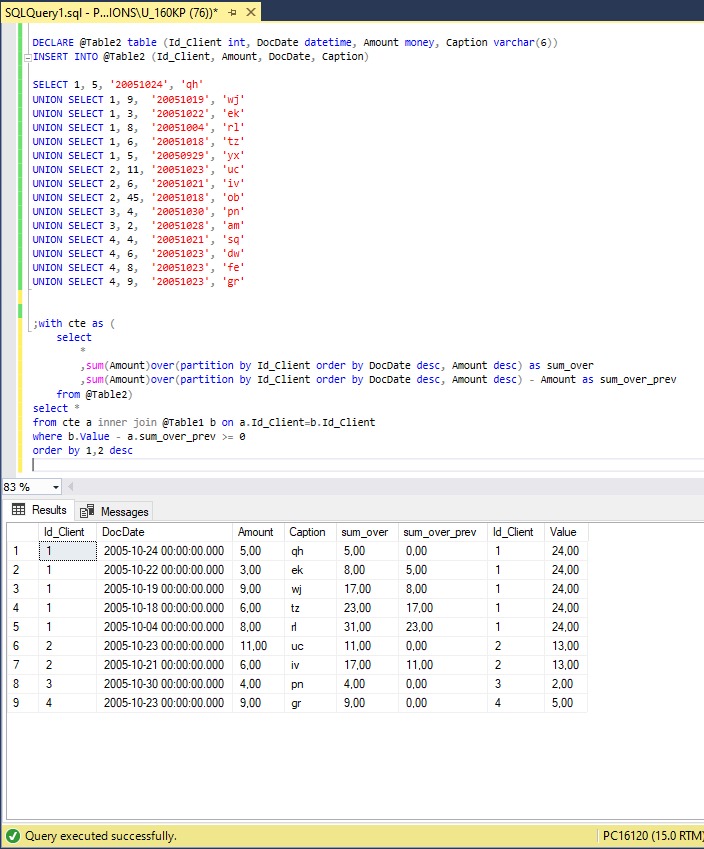 SQLQuery1.sql - P...IONS\U_160KP (76))*
DECLARE @Table2 table (Id_Client int, DocDate datetime, Amount money, Caption varchar(6))
INSERT INTO @Table2 (Id_Client, Amount, DocDate, Caption)
SELECT 1, 5, '20051024', 'qh'
UNION SELECT 1, 9, '20051019', 'wj'
UNION SELECT 1, 3, '20051022', 'ek'
UNION SELECT 1, 8, '20051004', 'rl'
UNION SELECT 1, 6, '20051018', 'tz'
UNION SELECT 1, 5, '20050929', 'yx'
UNION SELECT 2, 11, '20051023', 'uc'
UNION SELECT 2, 6, '20051021', 'iv'
UNION SELECT 2, 45, '20051018', 'ob'
UNION SELECT 3, 4, '20051030', 'pn'
UNION SELECT 3, 2, '20051028', 'am'
UNION SELECT 4, 4, '20051021', 'sq'
UNION SELECT 4, 6, '20051023', 'dw'
UNION SELECT 4, 8, '20051023', 'fe'
UNION SELECT 4, 9, '20051023', 'gr'
;with cte as (
select
*
,sum(Amount)over(partition by Id_Client order by DocDate desc, Amount desc) as sum_over
,sum(Amount)over(partition by Id_Client order by DocDate desc, Amount desc) - Amount as sum_over_prev
from @Table2)
select *
from cte a inner join @Table1 b on a.Id_Client=b.Id_Client
where b.Value - a.sum_over_prev >= 0
order by 1,2 desc
83 %
Results Messages
Id_Client DocDate Amount Caption sum_over sum_over_prev Id_Client Value
1 1 2005-10-24 00:00:00.000 5,00 qh 5,00 0,00 1 24,00
2 1 2005-10-22 00:00:00.000 3,00 ek 8,00 5,00 1 24,00
3 1 2005-10-19 00:00:00.000 9,00 wj 17,00 8,00 1 24,00
4 1 2005-10-18 00:00:00.000 6,00 tz 23,00 17,00 1 24,00
5 1 2005-10-04 00:00:00.000 8,00 rl 31,00 23,00 1 24,00
6 2 2005-10-23 00:00:00.000 11,00 uc 11,00 0,00 2 13,00
7 2 2005-10-21 00:00:00.000 6,00 iv 17,00 11,00 2 13,00
8 3 2005-10-30 00:00:00.000 4,00 pn 4,00 0,00 3 2,00
9 4 2005-10-23 00:00:00.000 9,00 gr 9,00 0,00 4 5,00
Query executed successfully. PC16120 (15.0 RTM)